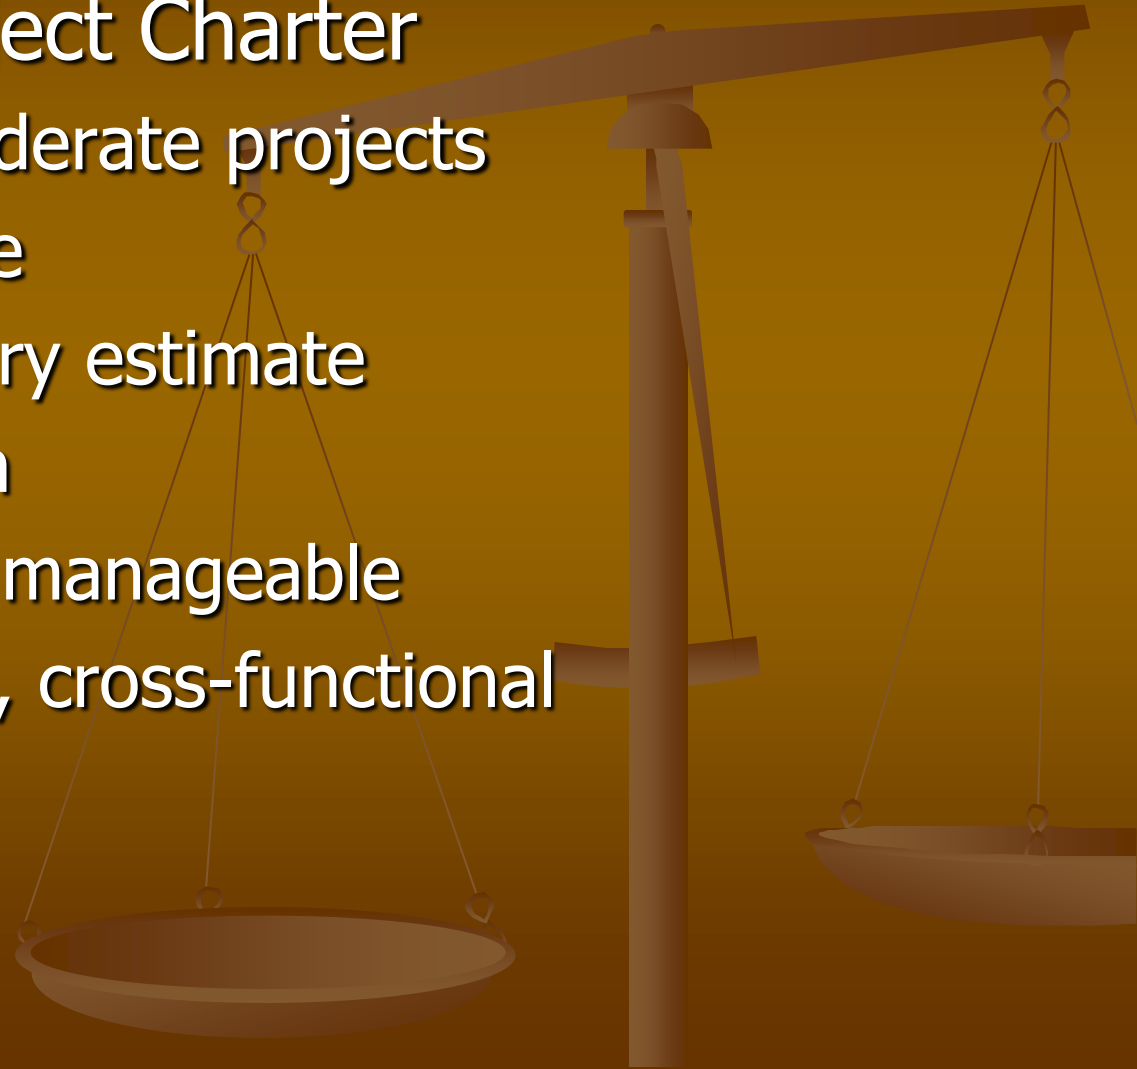 ect Charter
derate projects
e
ry estimate
n
manageable
, cross-functional